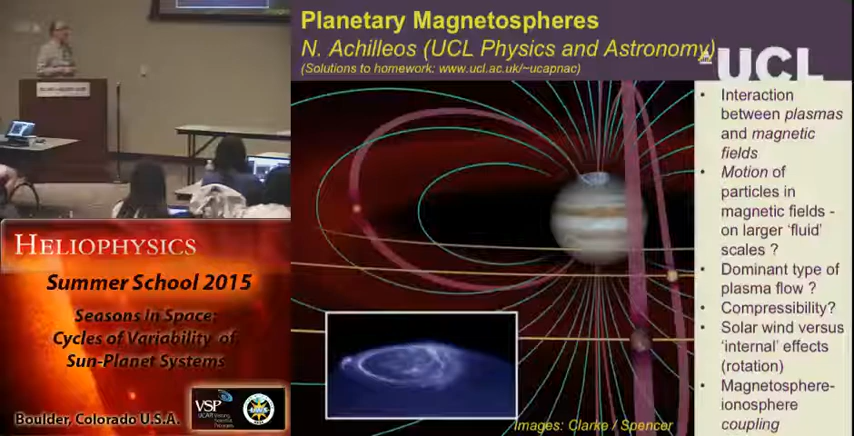 Planetary Magnetospheres
N. Achilleos (UCL Physics and Astronomy)
(Solutions to homework: www.ucl.ac.uk/~ucapnac)
UCL
• Interaction
between plasmas
and magnetic
fields
• Motion of
particles in
magnetic fields -
on larger 'fluid'
scales ?
• Dominant type of
plasma flow ?
• Compressibility?
• Solar wind versus
'internal' effects
(rotation)
• Magnetosphere-
ionosphere
coupling
Images: Clarke / Spencer
HELIOPHYSICS
Summer School 2015
Seasons in Space:
Cycles of Variability of
Sun-Planet Systems
Boulder, Colorado U.S.A.
VSP